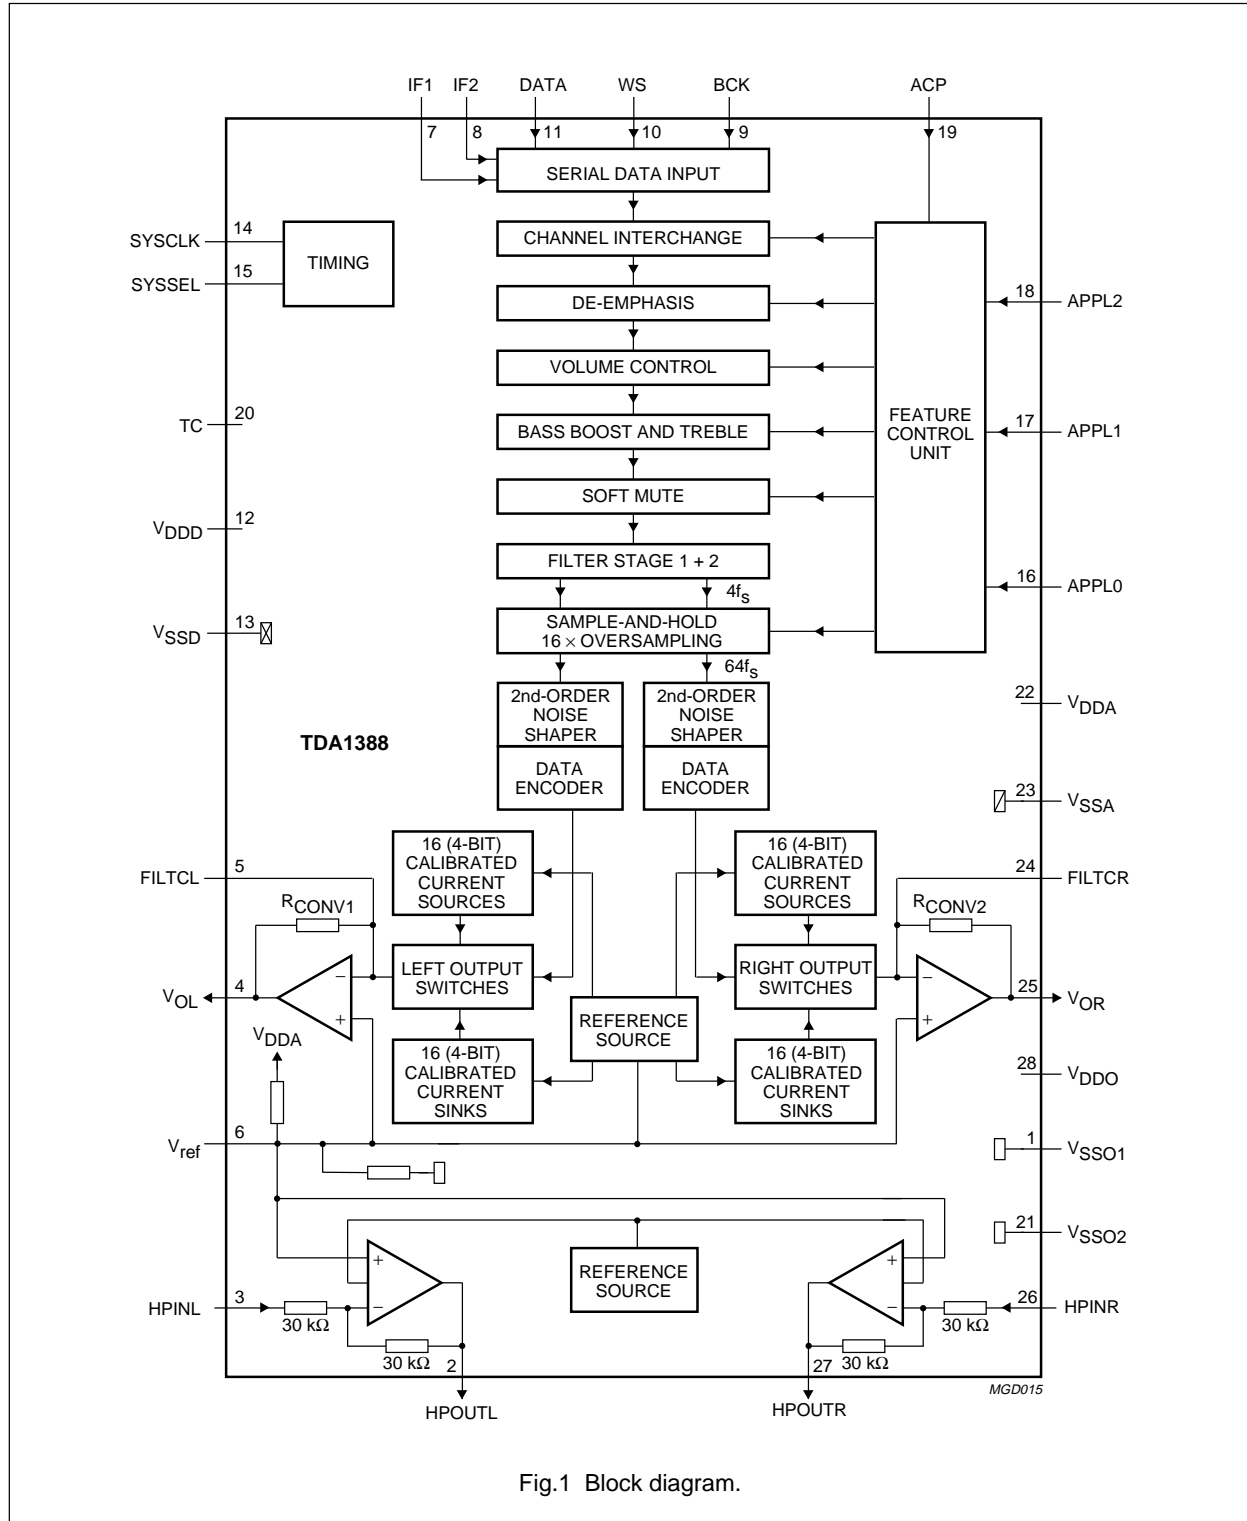 IF1 IF2 DATA WS BCK ACP
7 8 11 10 9 19
SERIAL DATA INPUT
SYSCLK 14
SYSSEL 15
TIMING
CHANNEL INTERCHANGE
DE-EMPHASIS
18 APPL2
VOLUME CONTROL
TC 20
BASS BOOST AND TREBLE
FEATURE
CONTROL
UNIT
17 APPL1
SOFT MUTE
VDDD 12
FILTER STAGE 1 + 2
16 APPL0
4fs
VSSD 13
SAMPLE-AND-HOLD
16 × OVERSAMPLING
64fs
22 VDDA
2nd-ORDER
NOISE
SHAPER
2nd-ORDER
NOISE
SHAPER
TDA1388
DATA
ENCODER
DATA
ENCODER
23 VSSA
16 (4-BIT)
CALIBRATED
CURRENT
SOURCES
16 (4-BIT)
CALIBRATED
CURRENT
SOURCES
FILTCL 5
24 FILTCR
RCONV1
RCONV2
LEFT OUTPUT
SWITCHES
RIGHT OUTPUT
SWITCHES
− +
− +
VOL 4
25 VOR
REFERENCE
SOURCE
VDDA
16 (4-BIT)
CALIBRATED
CURRENT
SINKS
16 (4-BIT)
CALIBRATED
CURRENT
SINKS
28 VDDO
Vref 6
1 VSSO1
21 VSSO2
+ −
REFERENCE
SOURCE
+ −
HPINL 3
26 HPINR
30 kΩ
30 kΩ
30 kΩ
30 kΩ
2
27
MGD015
HPOUTL
HPOUTR
Fig.1 Block diagram.